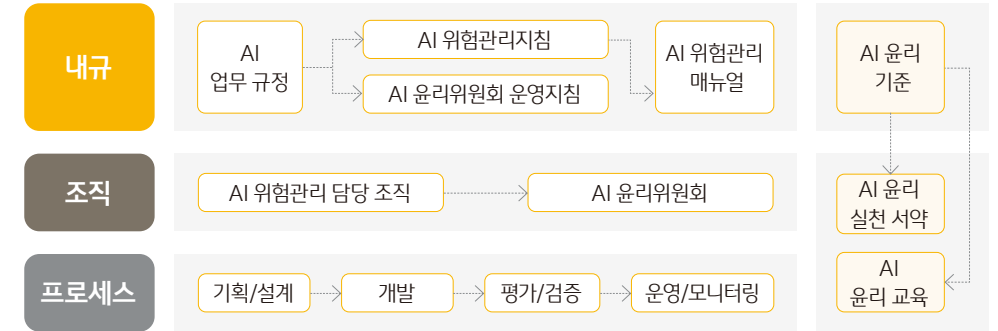 내규
AI
업무 규정
AI 위험관리지침
AI 윤리위원회 운영지침
AI 위험관리
매뉴얼
AI 윤리
기준
조직
AI 위험관리 담당 조직
AI 윤리위원회
AI 윤리
실천 서약
프로세스
기획/설계
개발
평가/검증
운영/모니터링
AI
윤리 교육